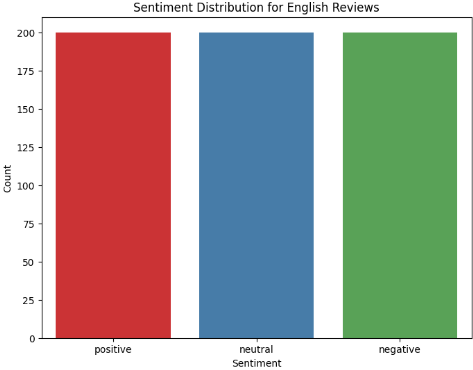 Sentiment Distribution for English Reviews
200
175
150
125
100
75
50
25
0
Count
positive neutral negative
Sentiment